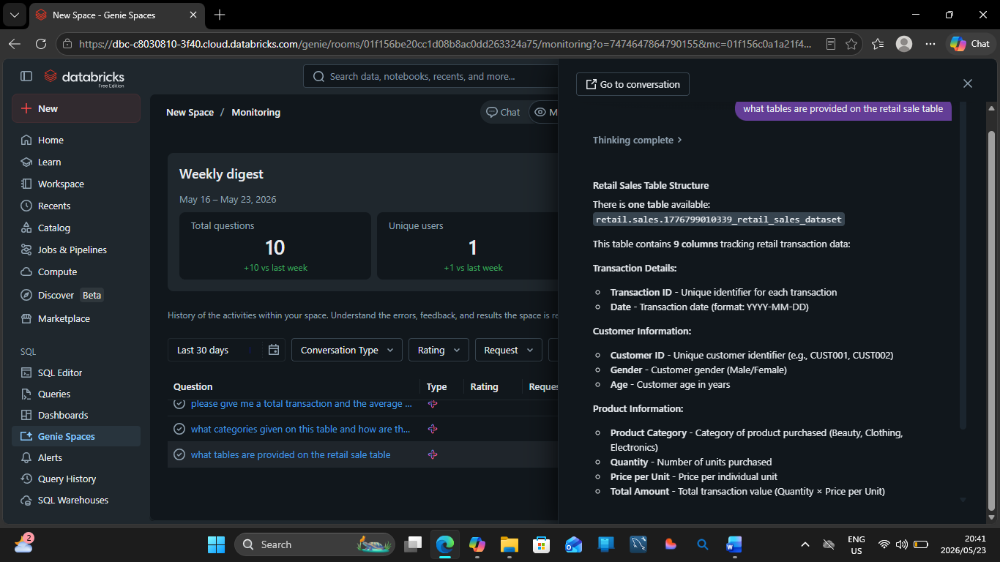 New Space - Genie Spaces
https://dbc-c8030810-3f40.cloud.databricks.com/genie/rooms/01f156be20cc1d08b8ac0dd263324a75/monitoring?o=7474647864790155&mc=01f156c0a1a21f4...
Chat
databricks
Free Edition
Search data, notebooks, recents, and more...
New
Home
Learn
Workspace
Recents
Catalog
Jobs & Pipelines
Compute
Discover Beta
Marketplace
SQL
SQL Editor
Queries
Dashboards
Genie Spaces
Alerts
Query History
SQL Warehouses
New Space / Monitoring
Chat
M
Weekly digest
May 16 – May 23, 2026
Total questions
10
+10 vs last week
Unique users
1
+1 vs last week
History of the activities within your space. Understand the errors, feedback, and results the space is re
Last 30 days
Conversation Type
Rating
Request
Question Type Rating Reques
please give me a total transaction and the average ...
what categories given on this table and how are th...
what tables are provided on the retail sale table
Go to conversation
what tables are provided on the retail sale table
Thinking complete >
Retail Sales Table Structure
There is one table available:
retail.sales.1776799010339_retail_sales_dataset
This table contains 9 columns tracking retail transaction data:
Transaction Details:
Transaction ID - Unique identifier for each transaction
Date - Transaction date (format: YYYY-MM-DD)
Customer Information:
Customer ID - Unique customer identifier (e.g., CUST001, CUST002)
Gender - Customer gender (Male/Female)
Age - Customer age in years
Product Information:
Product Category - Category of product purchased (Beauty, Clothing,
Electronics)
Quantity - Number of units purchased
Price per Unit - Price per individual unit
Total Amount - Total transaction value (Quantity × Price per Unit)
2
Search
ENG
US
20:41
2026/05/23